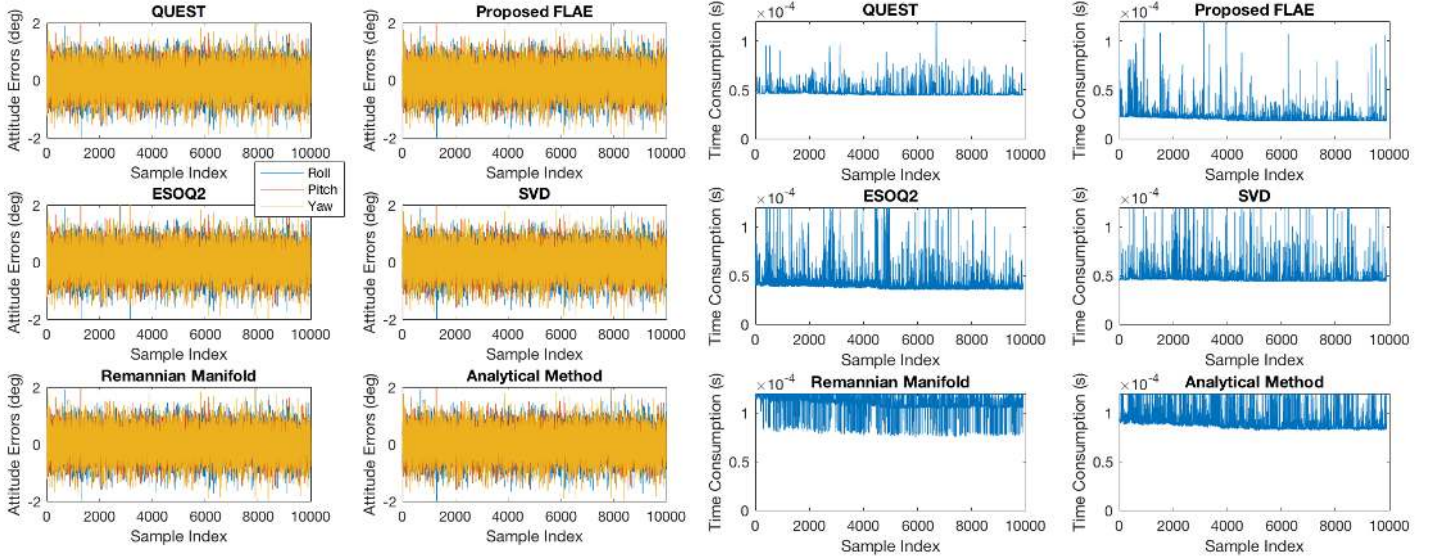 QUEST
Attitude Errors (deg)
2
0
-2
0 2000 4000 6000 8000 10000
Sample Index
Proposed FLAE
Attitude Errors (deg)
2
0
-2
0 2000 4000 6000 8000 10000
Sample Index
Roll
Pitch
Yaw
ESOQ2
Attitude Errors (deg)
2
0
-2
0 2000 4000 6000 8000 10000
Sample Index
SVD
Attitude Errors (deg)
2
0
-2
0 2000 4000 6000 8000 10000
Sample Index
Remannian Manifold
Attitude Errors (deg)
2
0
-2
0 2000 4000 6000 8000 10000
Sample Index
Analytical Method
Attitude Errors (deg)
2
0
-2
0 2000 4000 6000 8000 10000
Sample Index
QUEST
×10⁻⁴
Time Consumption (s)
1
0.5
0
0 2000 4000 6000 8000 10000
Sample Index
Proposed FLAE
×10⁻⁴
Time Consumption (s)
1
0.5
0
0 2000 4000 6000 8000 10000
Sample Index
ESOQ2
×10⁻⁴
Time Consumption (s)
1
0.5
0
0 2000 4000 6000 8000 10000
Sample Index
SVD
×10⁻⁴
Time Consumption (s)
1
0.5
0
0 2000 4000 6000 8000 10000
Sample Index
Remannian Manifold
×10⁻⁴
Time Consumption (s)
1
0.5
0
0 2000 4000 6000 8000 10000
Sample Index
Analytical Method
×10⁻⁴
Time Consumption (s)
1
0.5
0
0 2000 4000 6000 8000 10000
Sample Index